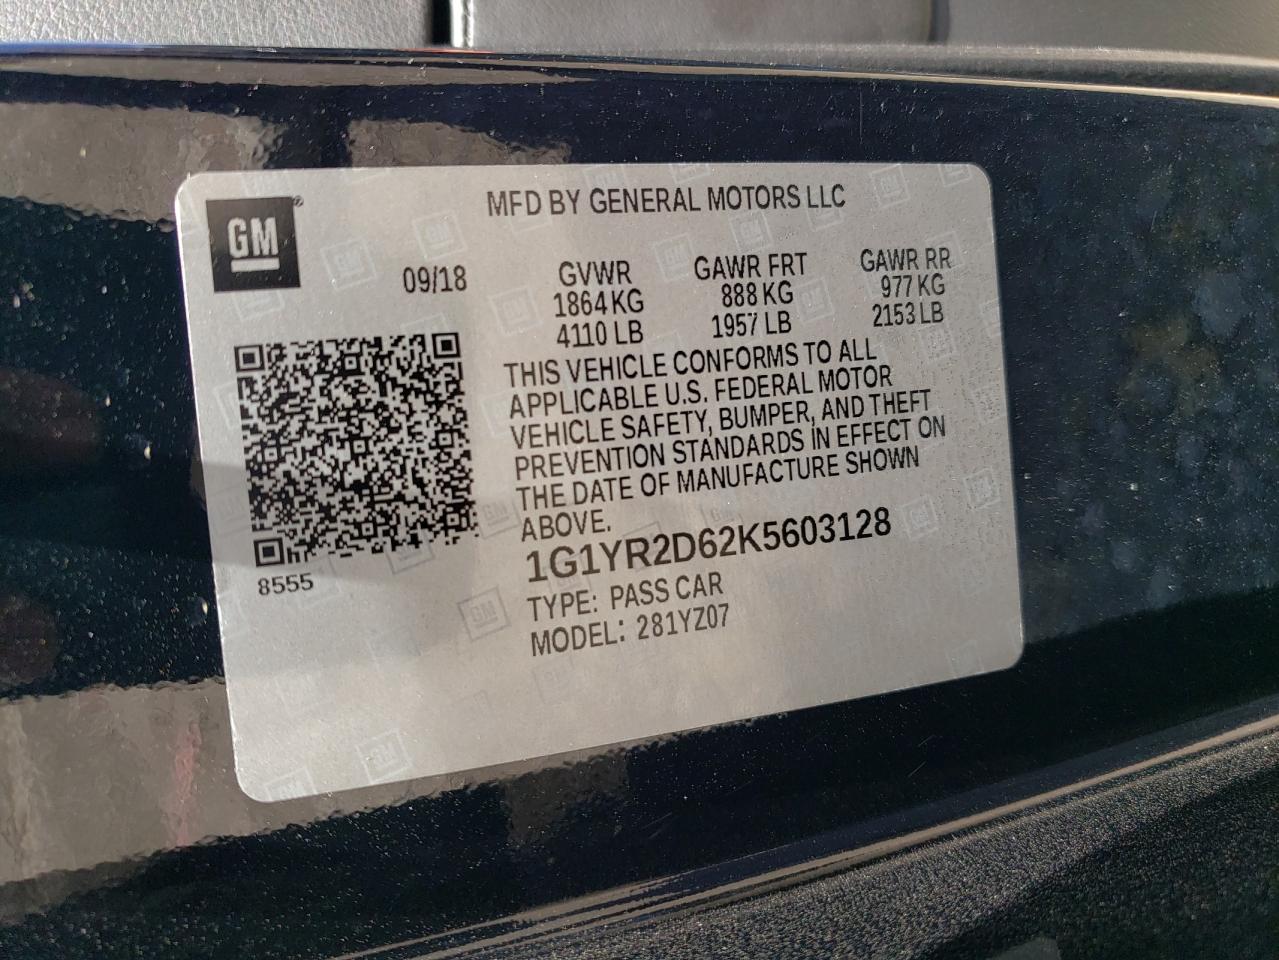 GM®
MFD BY GENERAL MOTORS LLC
09/18
GVWR
1864 KG
4110 LB
GAWR FRT
888 KG
1957 LB
GAWR RR
977 KG
2153 LB
THIS VEHICLE CONFORMS TO ALL
APPLICABLE U.S. FEDERAL MOTOR
VEHICLE SAFETY, BUMPER, AND THEFT
PREVENTION STANDARDS IN EFFECT ON
THE DATE OF MANUFACTURE SHOWN
ABOVE.
1G1YR2D62K5603128
TYPE: PASS CAR
MODEL: 281YZ07
8555